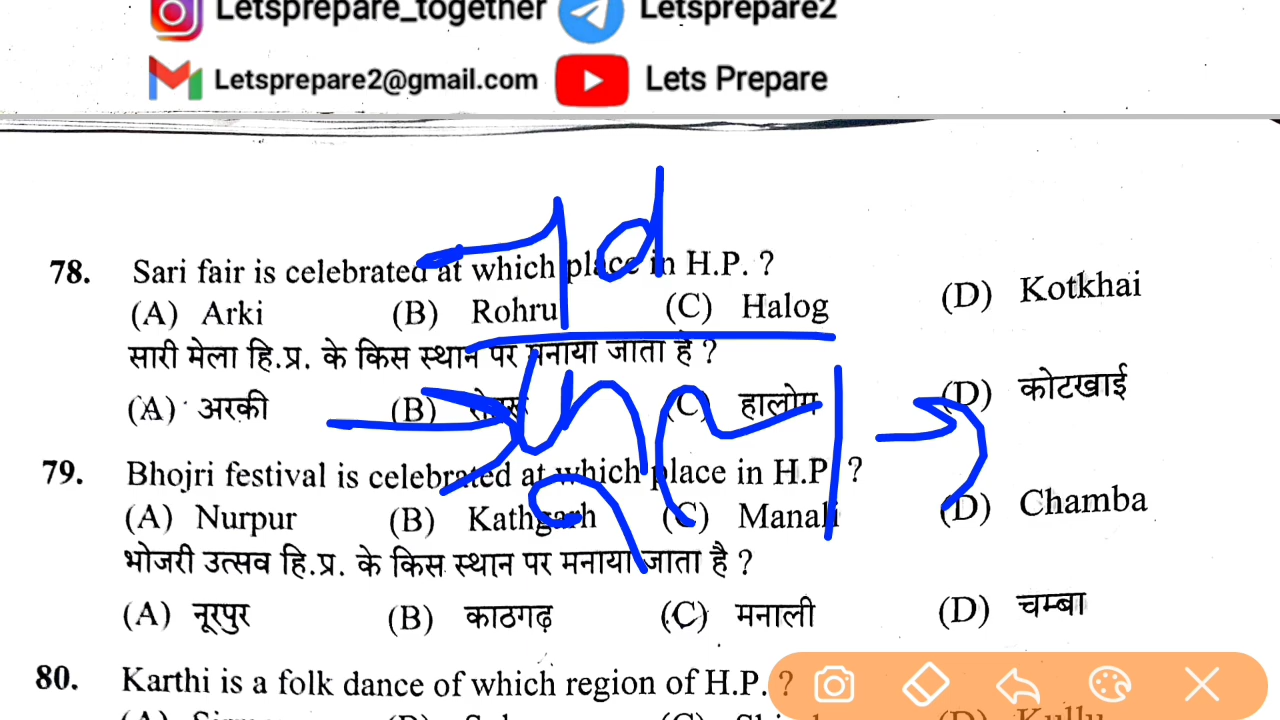 Letsprepare_together Letsprepare2
Letsprepare2@gmail.com Lets Prepare
78. Sari fair is celebrated at which place in H.P. ?
(A) Arki (B) Rohru (C) Halog (D) Kotkhai
सारी मेला हि.प्र. के किस स्थान पर मनाया जाता है ?
(A) अरकी (B) (C) हालोग (D) कोटखाई
79. Bhojri festival is celebrated at which place in H.P. ?
(A) Nurpur (B) Kathgarh (C) Manali (D) Chamba
भोजरी उत्सव हि.प्र. के किस स्थान पर मनाया जाता है ?
(A) नूरपुर (B) काठगढ़ (C) मनाली (D) चम्बा
80. Karthi is a folk dance of which region of H.P. ?